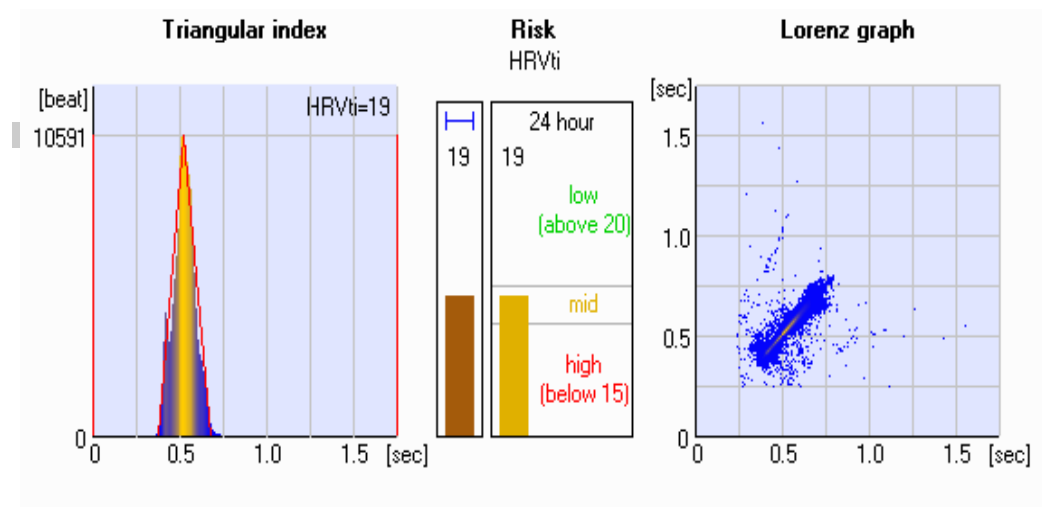 Triangular index
[beat]
HRVti=19
10591
0
0 0.5 1.0 1.5 [sec]
Risk
HRVti
24 hour
19 19
low
(above 20)
mid
high
(below 15)
Lorenz graph
[sec]
1.5
1.0
0.5
0
0 0.5 1.0 1.5 [sec]